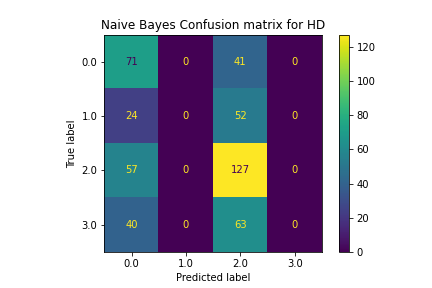 Naive Bayes Confusion matrix for HD
True label
0.0 71 0 41 0
1.0 24 0 52 0
2.0 57 0 127 0
3.0 40 0 63 0
0.0 1.0 2.0 3.0
Predicted label
120
100
80
60
40
20
0